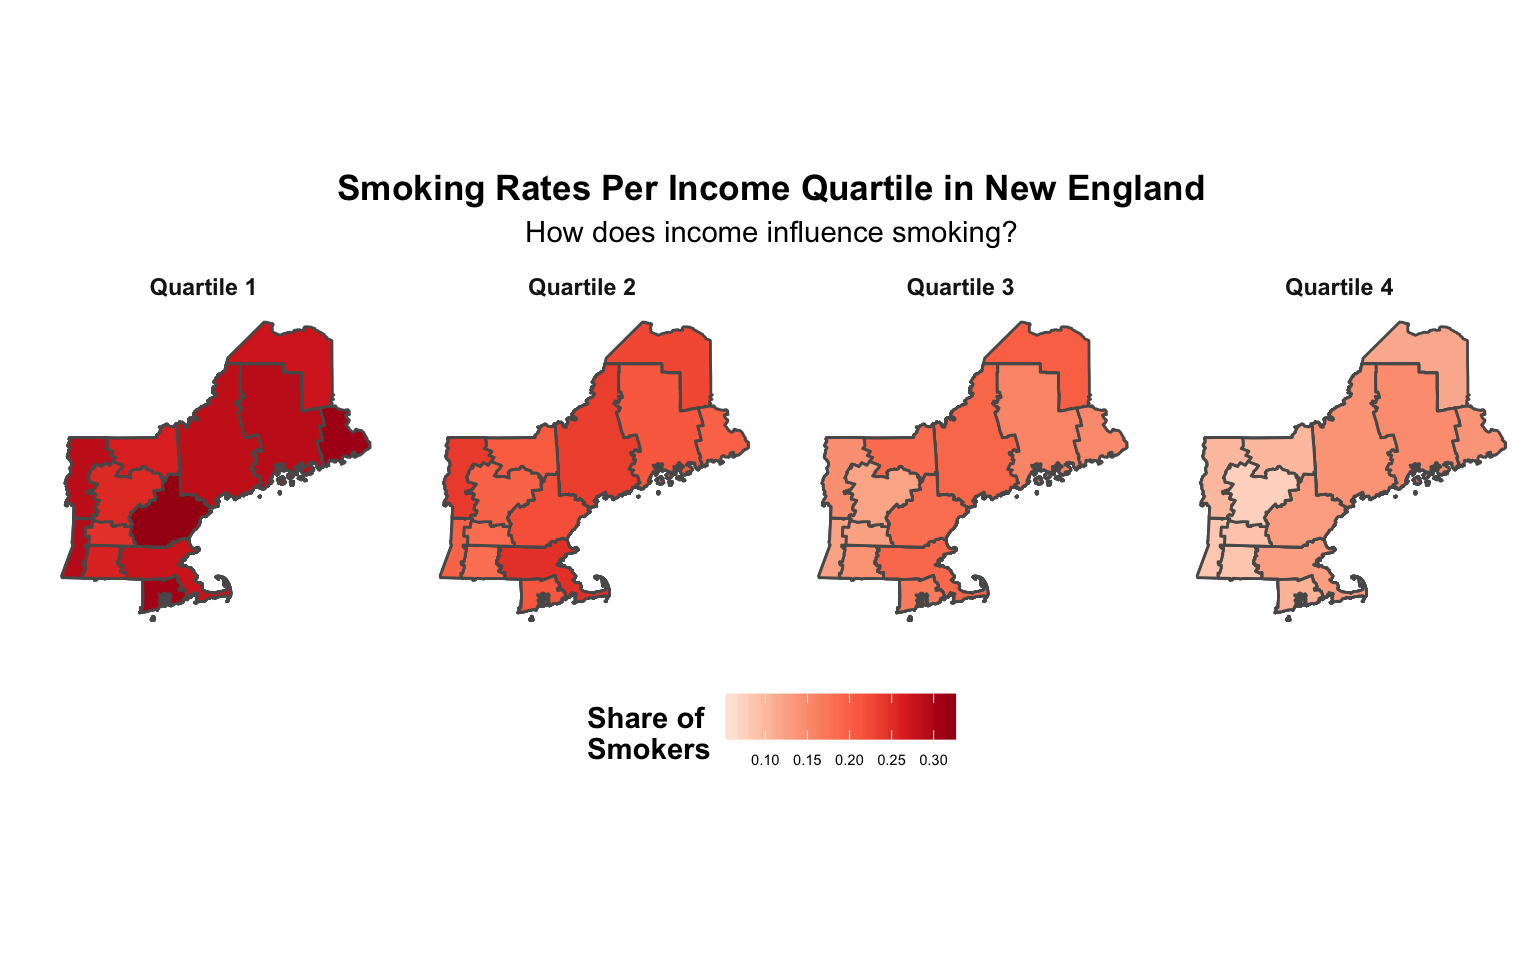 Smoking Rates Per Income Quartile in New England
How does income influence smoking?
Quartile 1
Quartile 2
Quartile 3
Quartile 4
Share of
Smokers
0.10 0.15 0.20 0.25 0.30